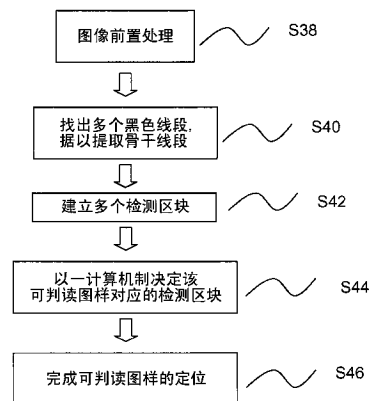 图像前置处理
S38
找出多个黑色线段,
据以提取骨干线段
S40
建立多个检测区块
S42
以一计算机制决定该
可判读图样对应的检测区块
S44
完成可判读图样的定位
S46